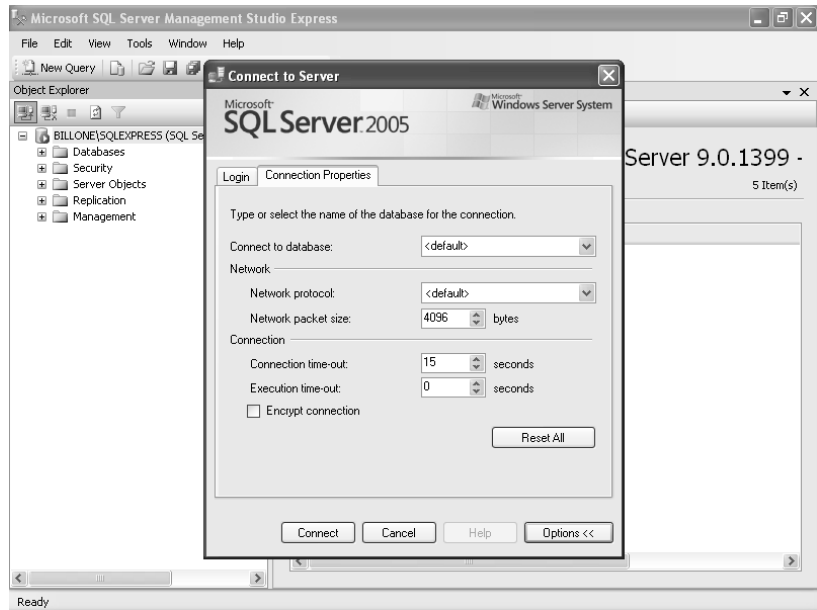 Microsoft SQL Server Management Studio Express
File Edit View Tools Window Help
New Query
Object Explorer
BILLONE\SQLEXPRESS (SQL Se
Databases
Security
Server Objects
Replication
Management
Server 9.0.1399 -
5 Item(s)
Connect to Server
Microsoft
SQL Server 2005
Microsoft
Windows Server System
Login
Connection Properties
Type or select the name of the database for the connection.
Connect to database: <default>
Network
Network protocol: <default>
Network packet size: 4096 bytes
Connection
Connection time-out: 15 seconds
Execution time-out: 0 seconds
Encrypt connection
Reset All
Connect Cancel Help Options <<
Ready